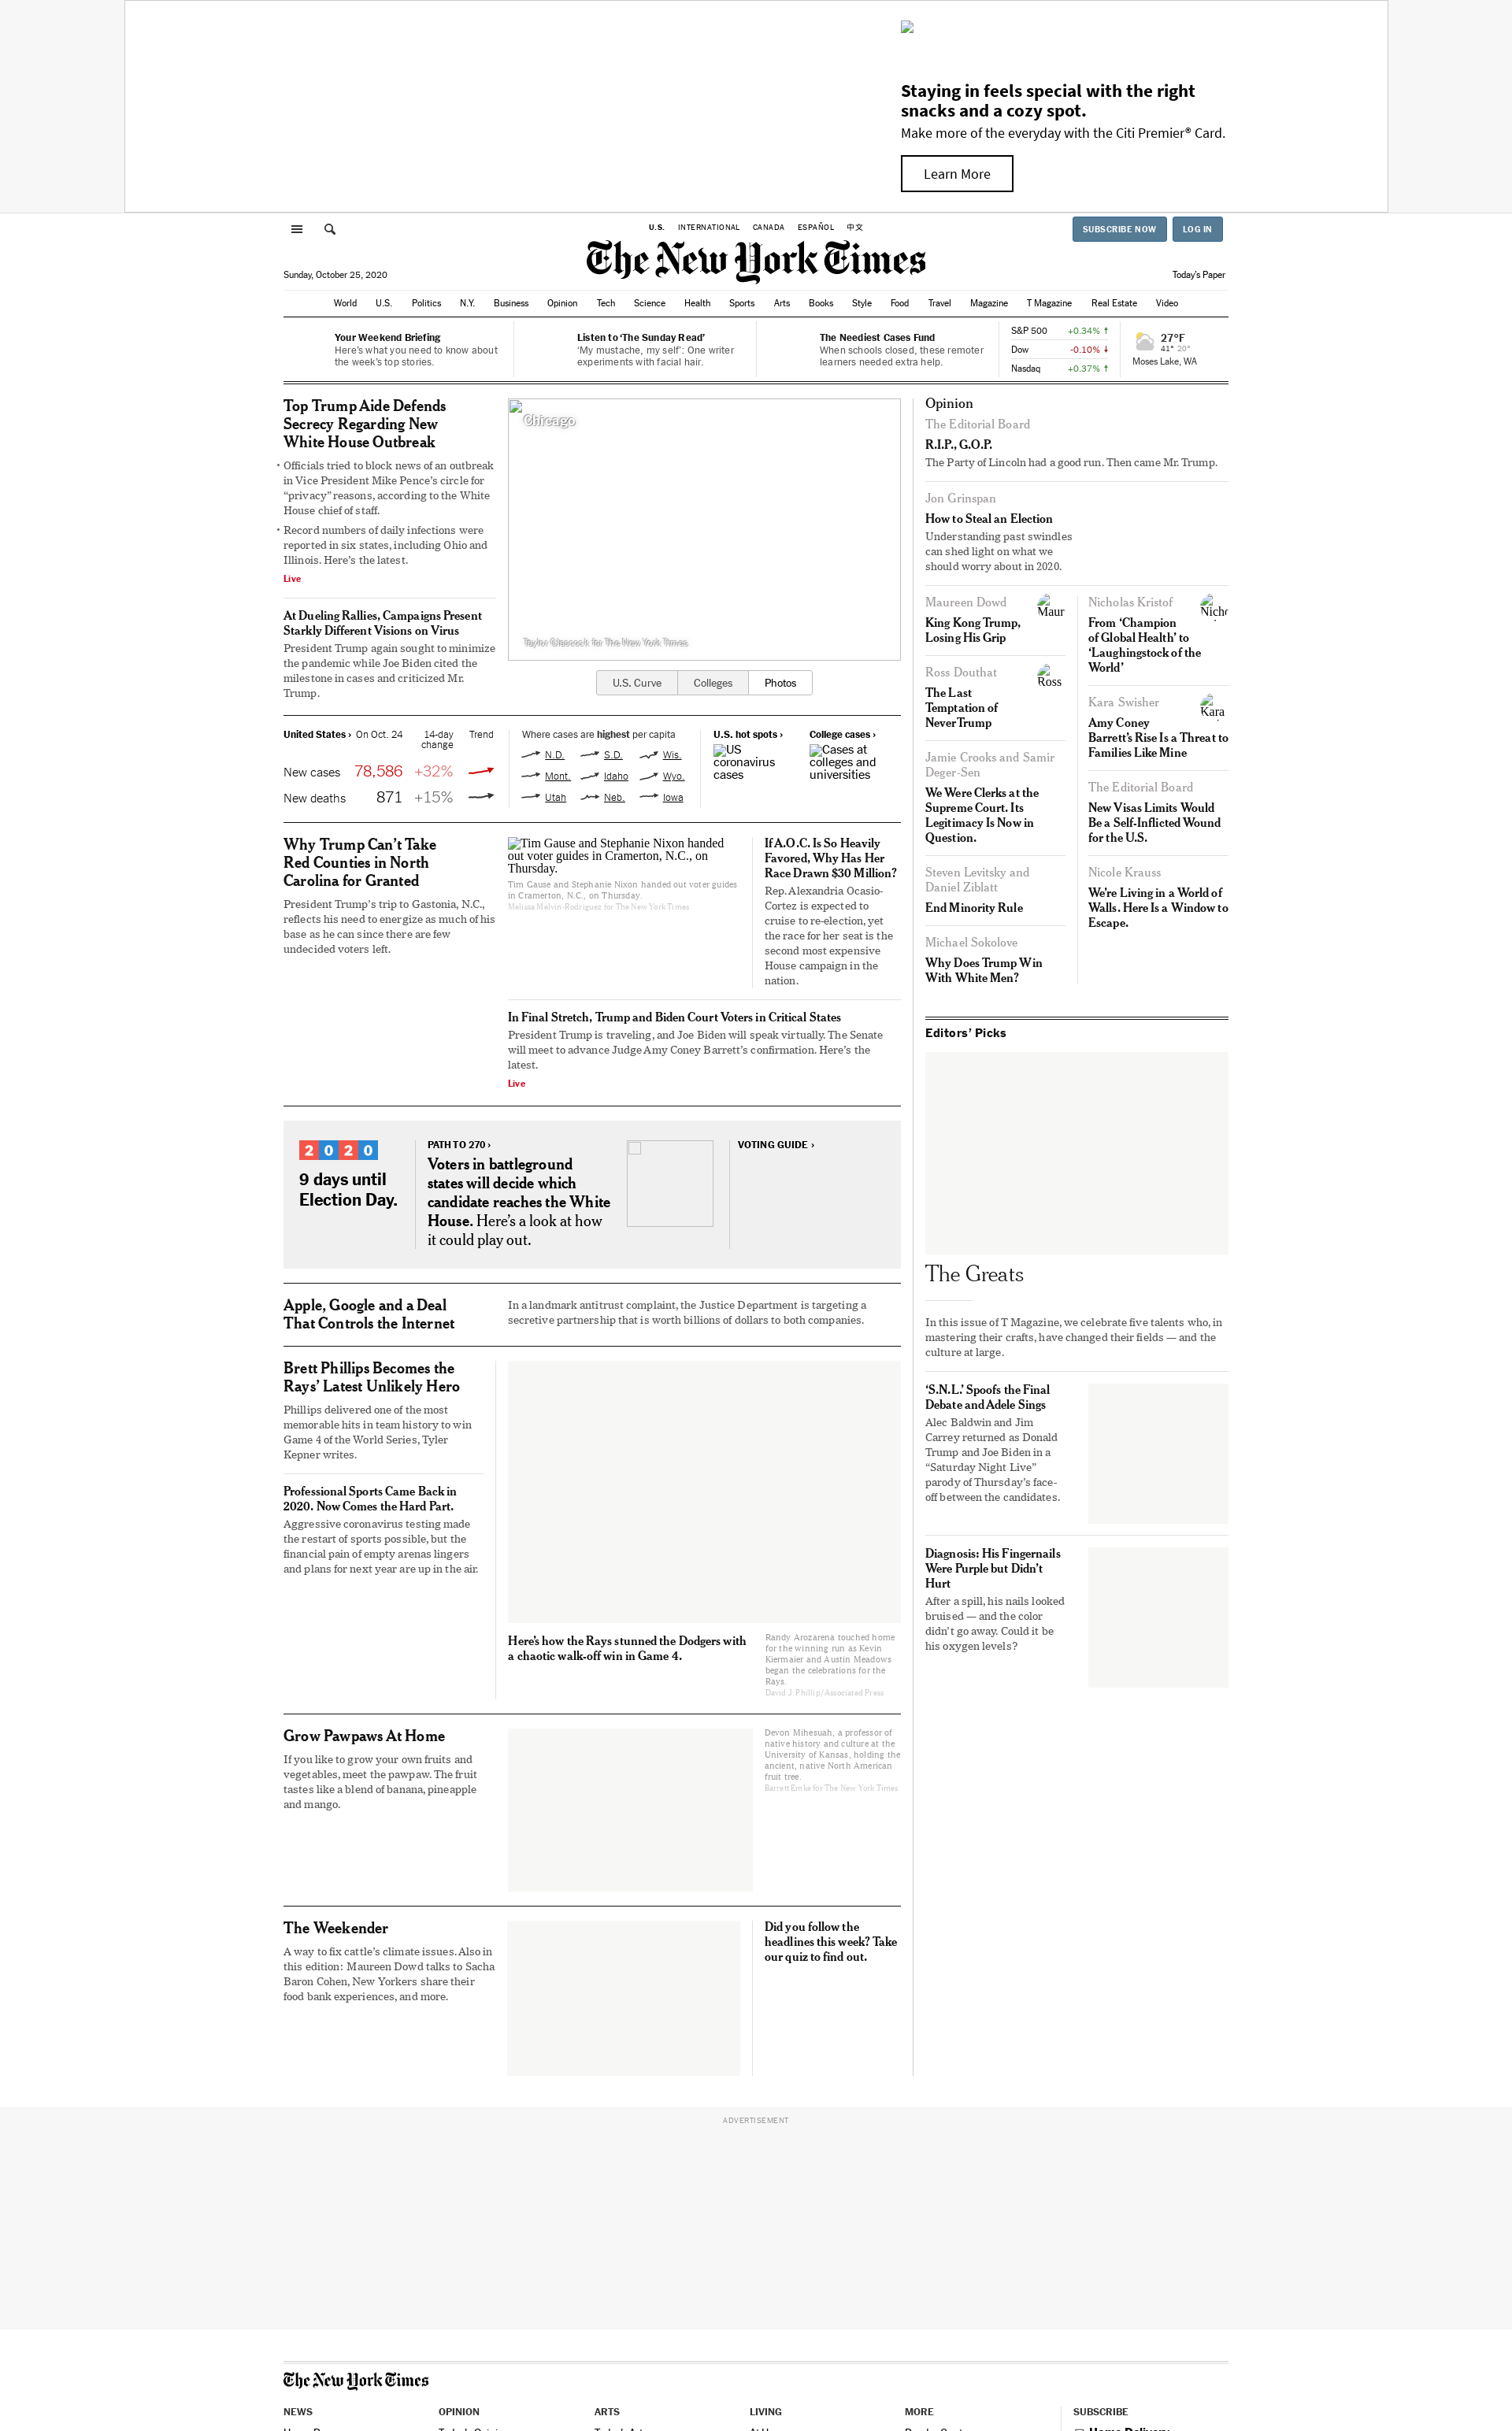 Staying in feels special with the right
snacks and a cozy spot.
Make more of the everyday with the Citi Premier® Card.
Learn More
U.S. INTERNATIONAL CANADA ESPAÑOL 中文
SUBSCRIBE NOW LOG IN
The New York Times
Sunday, October 25, 2020
Today's Paper
World U.S. Politics N.Y. Business Opinion Tech Science Health Sports Arts Books Style Food Travel Magazine T Magazine Real Estate Video
Your Weekend Briefing
Here's what you need to know about
the week's top stories.
Listen to ‘The Sunday Read’
‘My mustache, my self’: One writer
experiments with facial hair.
The Neediest Cases Fund
When schools closed, these remoter
learners needed extra help.
S&P 500 +0.34% ↑
Dow -0.10% ↓
Nasdaq +0.37% ↑
27°F
41° 20°
Moses Lake, WA
Top Trump Aide Defends
Secrecy Regarding New
White House Outbreak
• Officials tried to block news of an outbreak
in Vice President Mike Pence’s circle for
“privacy” reasons, according to the White
House chief of staff.
• Record numbers of daily infections were
reported in six states, including Ohio and
Illinois. Here’s the latest.
Live
At Dueling Rallies, Campaigns Present
Starkly Different Visions on Virus
President Trump again sought to minimize
the pandemic while Joe Biden cited the
milestone in cases and criticized Mr.
Trump.
Chicago
Taylor Glascock for The New York Times
U.S. Curve Colleges Photos
United States › On Oct. 24 14-day
change Trend
New cases 78,586 +32%
New deaths 871 +15%
Where cases are highest per capita
N.D. S.D. Wis.
Mont. Idaho Wyo.
Utah Neb. Iowa
U.S. hot spots ›
US
coronavirus
cases
College cases ›
Cases at
colleges and
universities
Why Trump Can’t Take
Red Counties in North
Carolina for Granted
President Trump’s trip to Gastonia, N.C.,
reflects his need to energize as much of his
base as he can since there are few
undecided voters left.
Tim Gause and Stephanie Nixon handed
out voter guides in Cramerton, N.C., on
Thursday.
Tim Gause and Stephanie Nixon handed out voter guides
in Cramerton, N.C., on Thursday.
Melissa Melvin-Rodriguez for The New York Times
If A.O.C. Is So Heavily
Favored, Why Has Her
Race Drawn $30 Million?
Rep. Alexandria Ocasio-
Cortez is expected to
cruise to re-election, yet
the race for her seat is the
second most expensive
House campaign in the
nation.
In Final Stretch, Trump and Biden Court Voters in Critical States
President Trump is traveling, and Joe Biden will speak virtually. The Senate
will meet to advance Judge Amy Coney Barrett’s confirmation. Here’s the
latest.
Live
2020
9 days until
Election Day.
PATH TO 270 ›
Voters in battleground
states will decide which
candidate reaches the White
House. Here’s a look at how
it could play out.
VOTING GUIDE ›
Apple, Google and a Deal
That Controls the Internet
In a landmark antitrust complaint, the Justice Department is targeting a
secretive partnership that is worth billions of dollars to both companies.
Brett Phillips Becomes the
Rays’ Latest Unlikely Hero
Phillips delivered one of the most
memorable hits in team history to win
Game 4 of the World Series, Tyler
Kepner writes.
Professional Sports Came Back in
2020. Now Comes the Hard Part.
Aggressive coronavirus testing made
the restart of sports possible, but the
financial pain of empty arenas lingers
and plans for next year are up in the air.
Here’s how the Rays stunned the Dodgers with
a chaotic walk-off win in Game 4.
Randy Arozarena touched home
for the winning run as Kevin
Kiermaier and Austin Meadows
began the celebrations for the
Rays.
David J. Phillip/Associated Press
Grow Pawpaws At Home
If you like to grow your own fruits and
vegetables, meet the pawpaw. The fruit
tastes like a blend of banana, pineapple
and mango.
Devon Mihesuah, a professor of
native history and culture at the
University of Kansas, holding the
ancient, native North American
fruit tree.
Barrett Emke for The New York Times
The Weekender
A way to fix cattle’s climate issues. Also in
this edition: Maureen Dowd talks to Sacha
Baron Cohen, New Yorkers share their
food bank experiences, and more.
Did you follow the
headlines this week? Take
our quiz to find out.
Opinion
The Editorial Board
R.I.P., G.O.P.
The Party of Lincoln had a good run. Then came Mr. Trump.
Jon Grinspan
How to Steal an Election
Understanding past swindles
can shed light on what we
should worry about in 2020.
Maureen Dowd
Maur
King Kong Trump,
Losing His Grip
Ross Douthat
Ross
The Last
Temptation of
NeverTrump
Jamie Crooks and Samir
Deger-Sen
We Were Clerks at the
Supreme Court. Its
Legitimacy Is Now in
Question.
Steven Levitsky and
Daniel Ziblatt
End Minority Rule
Michael Sokolove
Why Does Trump Win
With White Men?
Nicholas Kristof
Nicho
From ‘Champion
of Global Health’ to
‘Laughingstock of the
World’
Kara Swisher
Kara
Amy Coney
Barrett’s Rise Is a Threat to
Families Like Mine
The Editorial Board
New Visas Limits Would
Be a Self-Inflicted Wound
for the U.S.
Nicole Krauss
We’re Living in a World of
Walls. Here Is a Window to
Escape.
Editors’ Picks
The Greats
In this issue of T Magazine, we celebrate five talents who, in
mastering their crafts, have changed their fields — and the
culture at large.
‘S.N.L.’ Spoofs the Final
Debate and Adele Sings
Alec Baldwin and Jim
Carrey returned as Donald
Trump and Joe Biden in a
“Saturday Night Live”
parody of Thursday’s face-
off between the candidates.
Diagnosis: His Fingernails
Were Purple but Didn’t
Hurt
After a spill, his nails looked
bruised — and the color
didn’t go away. Could it be
his oxygen levels?
ADVERTISEMENT
The New York Times
NEWS OPINION ARTS LIVING MORE SUBSCRIBE